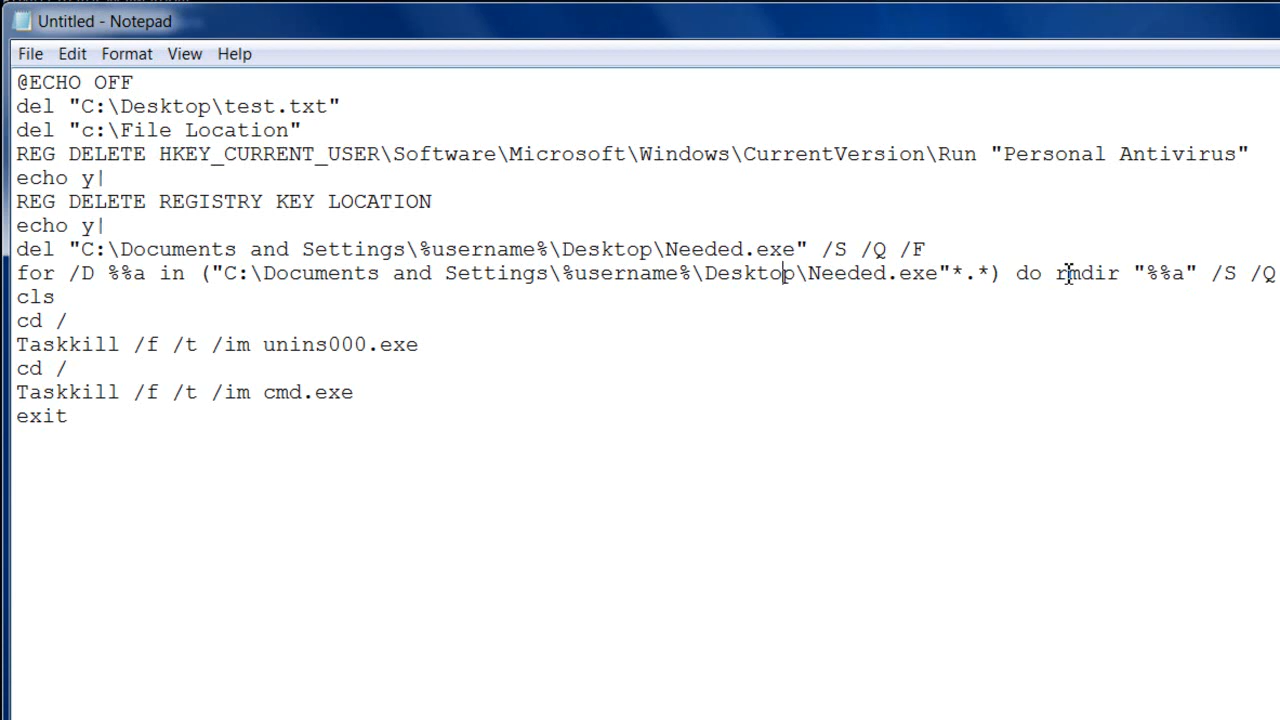 Untitled - Notepad
File Edit Format View Help
@ECHO OFF
del "C:\Desktop\test.txt"
del "c:\File Location"
REG DELETE HKEY_CURRENT_USER\Software\Microsoft\Windows\CurrentVersion\Run "Personal Antivirus"
echo y|
REG DELETE REGISTRY KEY LOCATION
echo y|
del "C:\Documents and Settings\%username%\Desktop\Needed.exe" /S /Q /F
for /D %%a in ("C:\Documents and Settings\%username%\Desktop\Needed.exe"*.*) do rmdir "%%a" /S /Q
cls
cd /
Taskkill /f /t /im unins000.exe
cd /
Taskkill /f /t /im cmd.exe
exit